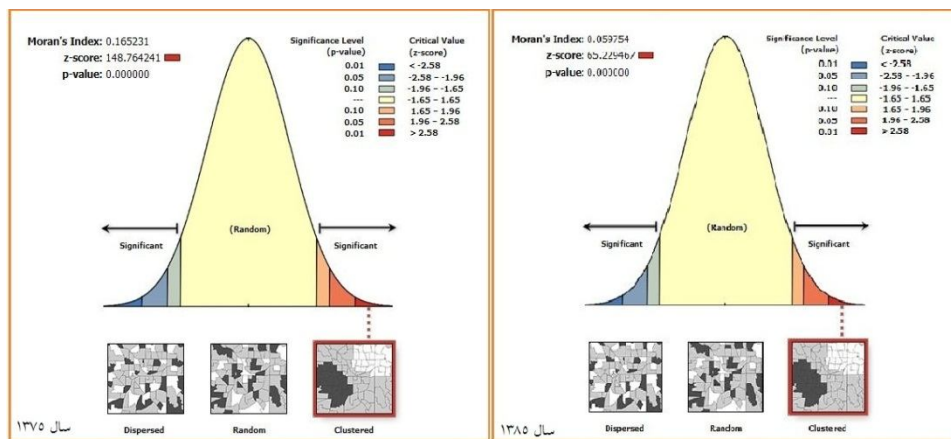 Moran's Index: 0.165231
z-score: 148.764241
p-value: 0.000000
Significance Level
(p-value)
Critical Value
(z-score)
0.01 < -2.58
0.05 -2.58 - -1.96
0.10 -1.96 - -1.65
--- -1.65 - 1.65
0.10 1.65 - 1.96
0.05 1.96 - 2.58
0.01 > 2.58
(Random)
Significant
Significant
Dispersed
Random
Clustered
سال ۱۳۷۵
Moran's Index: 0.059754
z-score: 65.229467
p-value: 0.000000
Significance Level
(p-value)
Critical Value
(z-score)
0.01 < -2.58
0.05 -2.58 - -1.96
0.10 -1.96 - -1.65
--- -1.65 - 1.65
0.10 1.65 - 1.96
0.05 1.96 - 2.58
0.01 > 2.58
(Random)
Significant
Significant
Dispersed
Random
Clustered
سال ۱۳۸۵